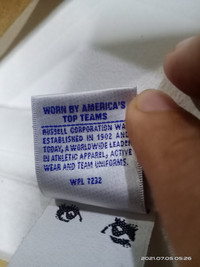 WORN BY AMERICA'S
TOP TEAMS
RUSSELL CORPORATION WA
ESTABLISHED IN 1902 AND
TODAY, A WORLDWIDE LEADER
IN ATHLETIC APPAREL, ACTIVE
WEAR AND TEAM UNIFORMS.
WPL 7232
2021.07.05 05:26